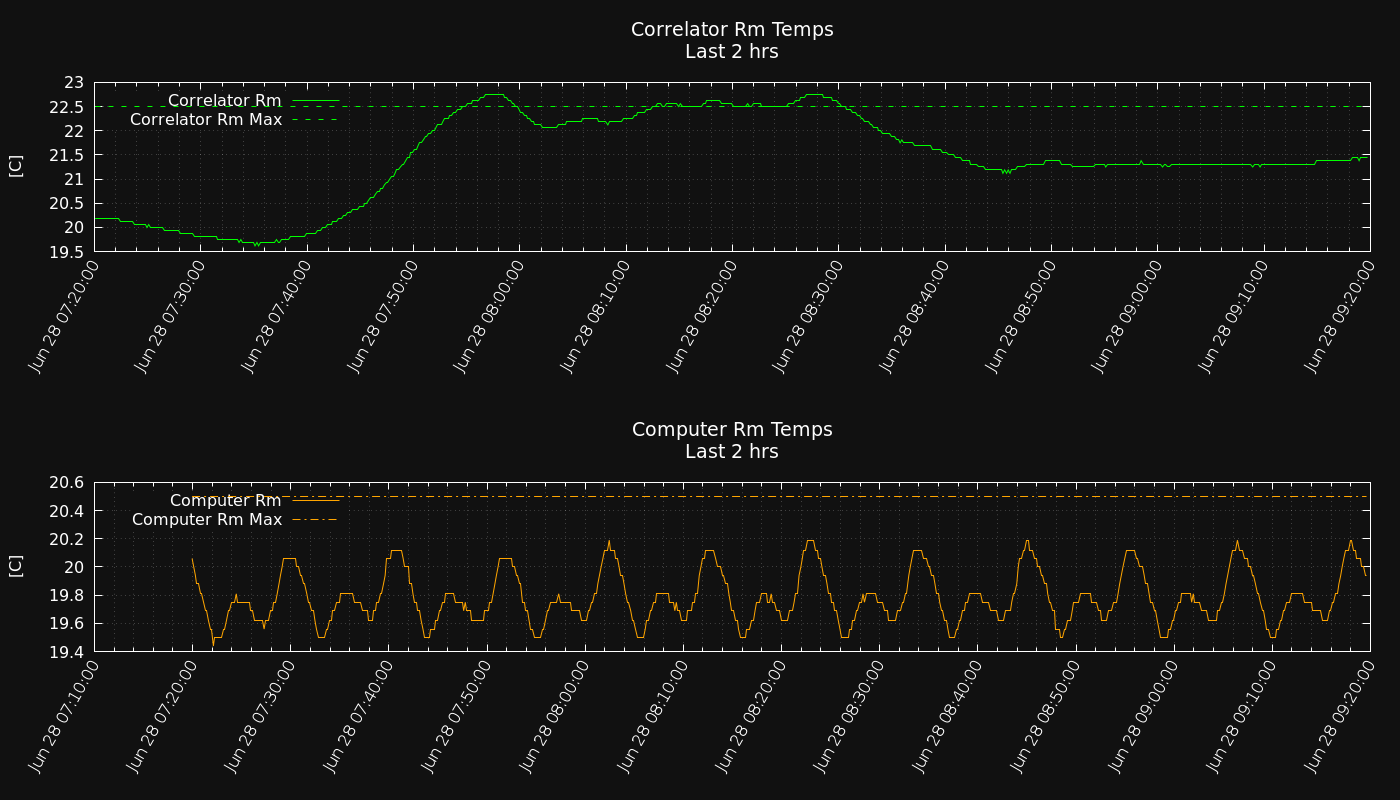 Correlator Rm Temps
Last 2 hrs
23
22.5
22
21.5
21
20.5
20
19.5
[C]
Correlator Rm
Correlator Rm Max
Jun 28 07:20:00
Jun 28 07:30:00
Jun 28 07:40:00
Jun 28 07:50:00
Jun 28 08:00:00
Jun 28 08:10:00
Jun 28 08:20:00
Jun 28 08:30:00
Jun 28 08:40:00
Jun 28 08:50:00
Jun 28 09:00:00
Jun 28 09:10:00
Jun 28 09:20:00
Computer Rm Temps
Last 2 hrs
20.6
20.4
20.2
20
19.8
19.6
19.4
[C]
Computer Rm
Computer Rm Max
Jun 28 07:10:00
Jun 28 07:20:00
Jun 28 07:30:00
Jun 28 07:40:00
Jun 28 07:50:00
Jun 28 08:00:00
Jun 28 08:10:00
Jun 28 08:20:00
Jun 28 08:30:00
Jun 28 08:40:00
Jun 28 08:50:00
Jun 28 09:00:00
Jun 28 09:10:00
Jun 28 09:20:00